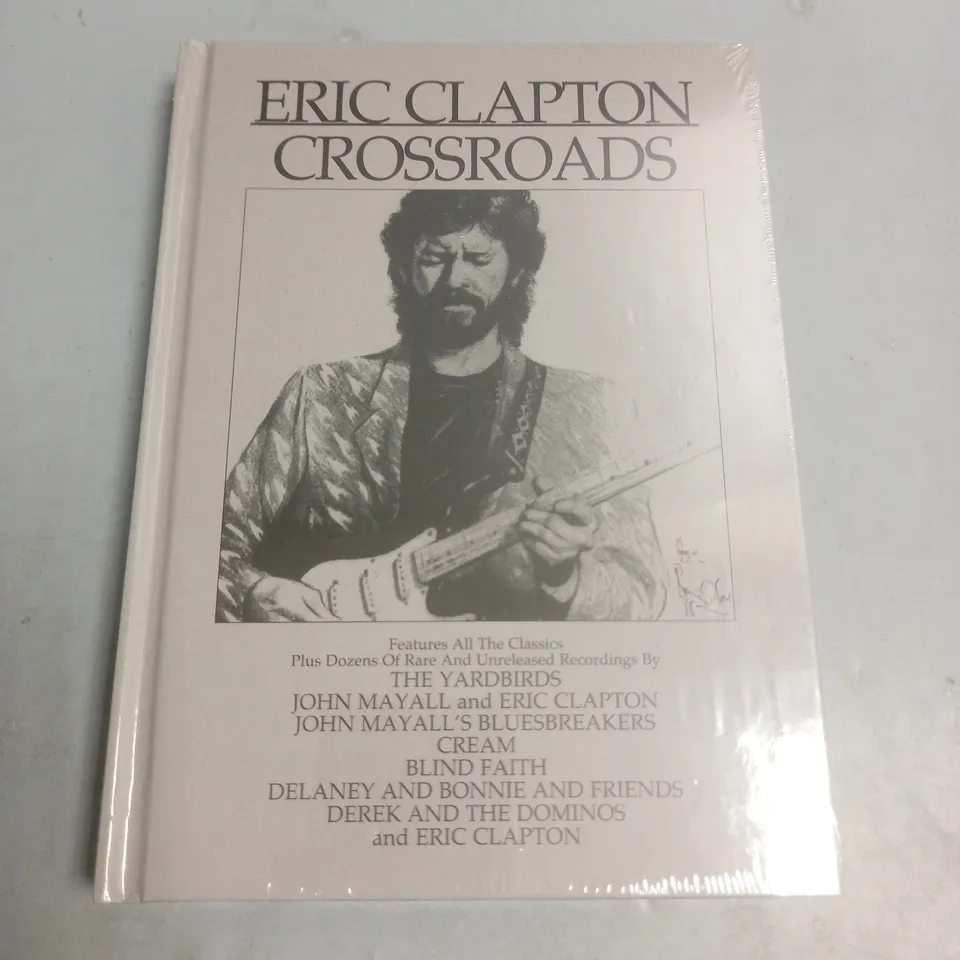 ERIC CLAPTON
CROSSROADS
Features All The Classics
Plus Dozens Of Rare And Unreleased Recordings By
THE YARDBIRDS
JOHN MAYALL and ERIC CLAPTON
JOHN MAYALL'S BLUESBREAKERS
CREAM
BLIND FAITH
DELANEY AND BONNIE AND FRIENDS
DEREK AND THE DOMINOS
and ERIC CLAPTON